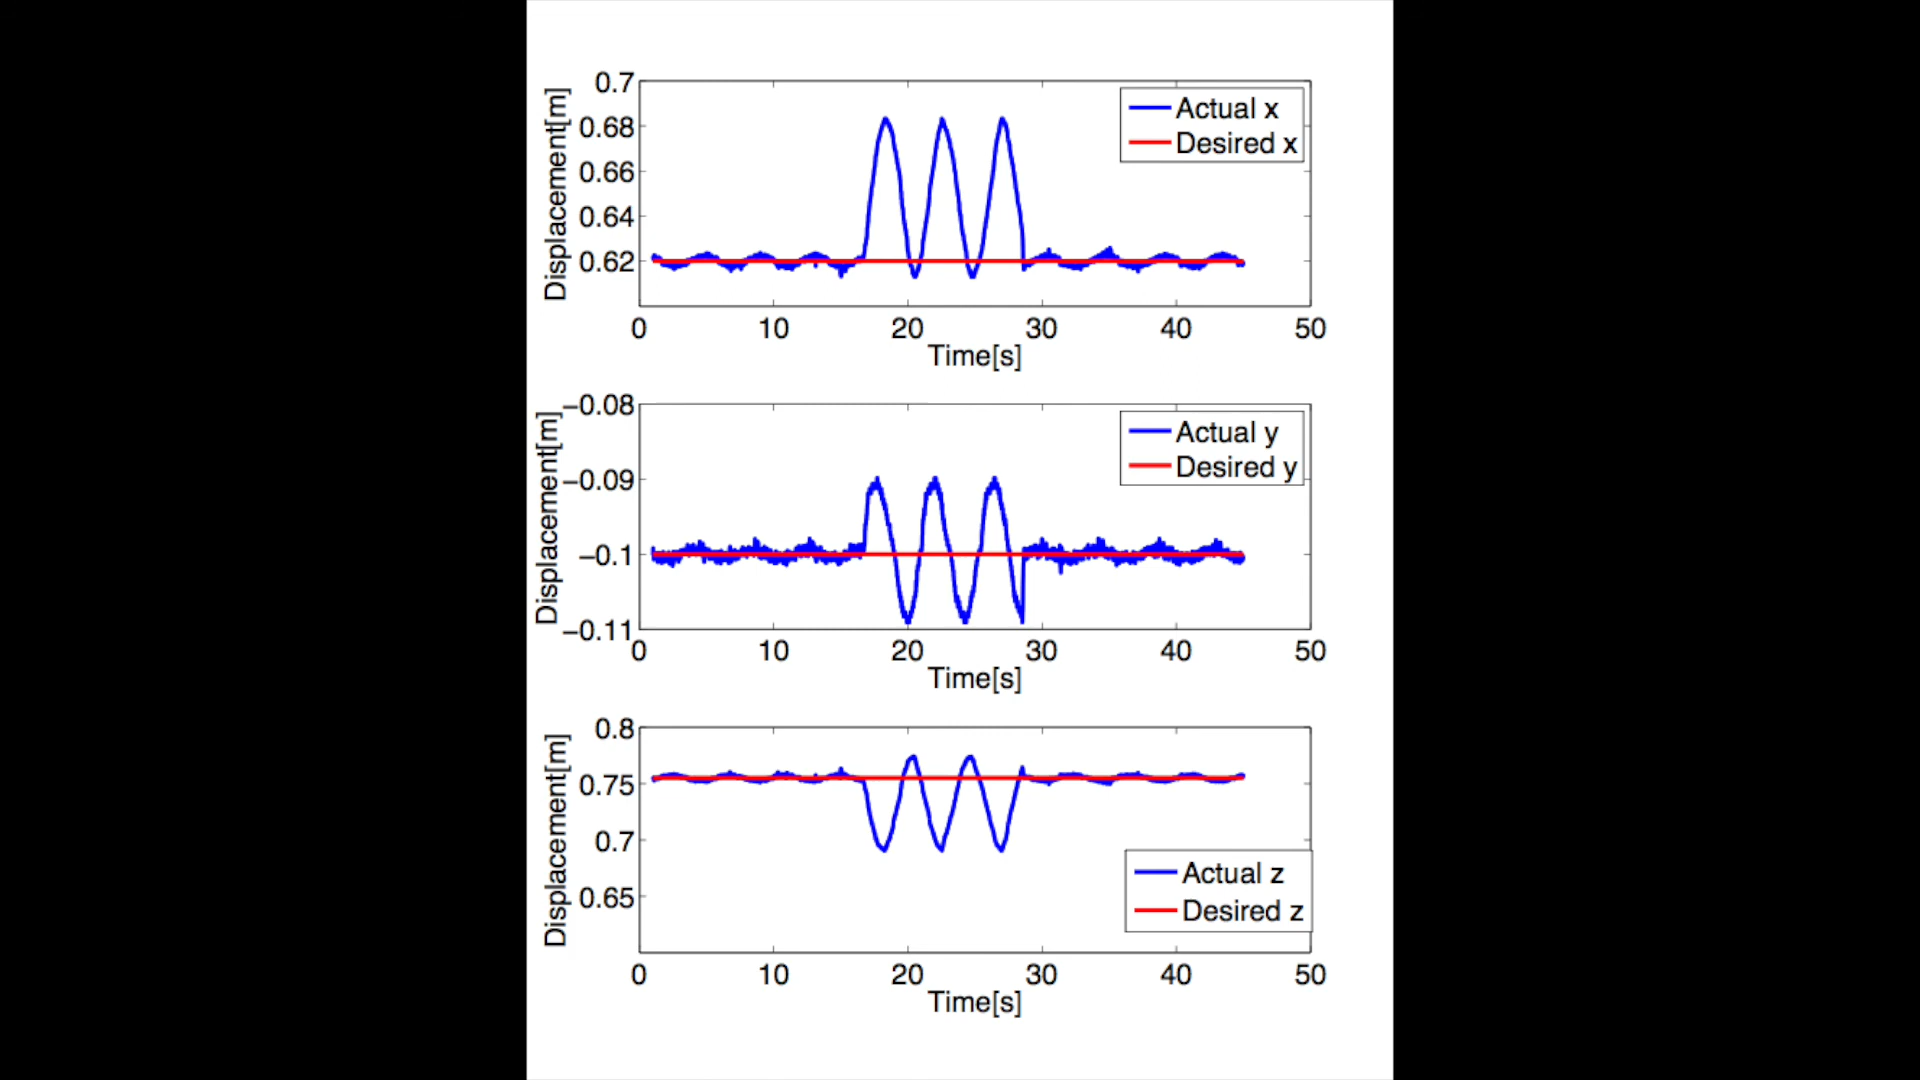 0.7
0.68
0.66
0.64
0.62
Displacement[m]
Actual x
Desired x
0 10 20 30 40 50
Time[s]
−0.08
−0.09
−0.1
−0.11
Displacement[m]
Actual y
Desired y
0 10 20 30 40 50
Time[s]
0.8
0.75
0.7
0.65
Displacement[m]
Actual z
Desired z
0 10 20 30 40 50
Time[s]